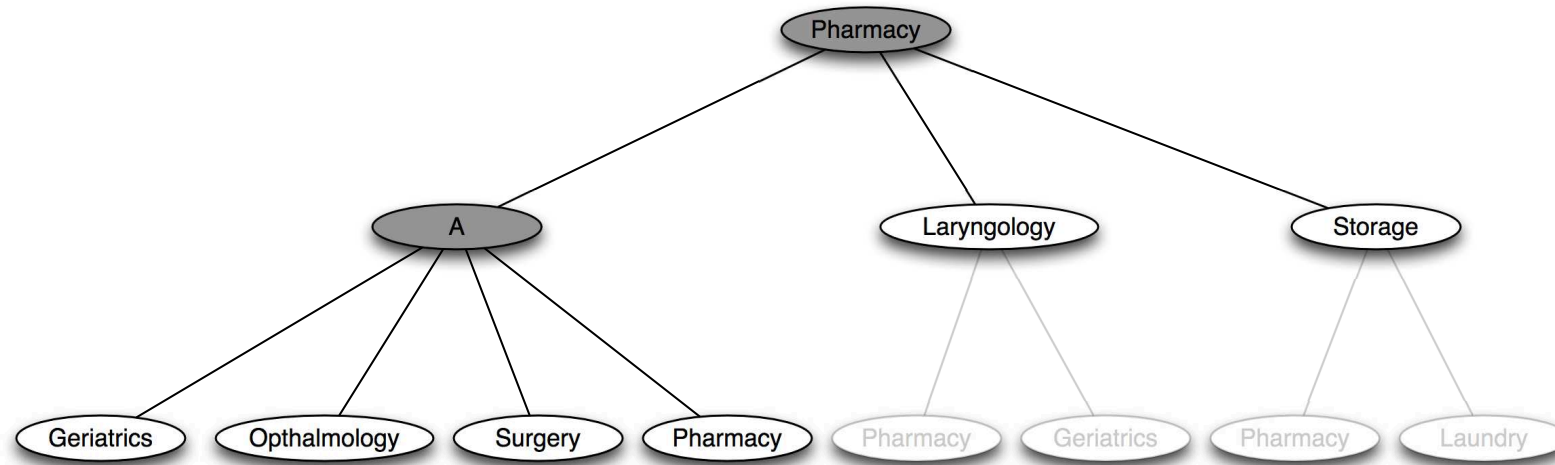 Pharmacy
A
Laryngology
Storage
Geriatrics
Opthalmology
Surgery
Pharmacy
Pharmacy
Geriatrics
Pharmacy
Laundry